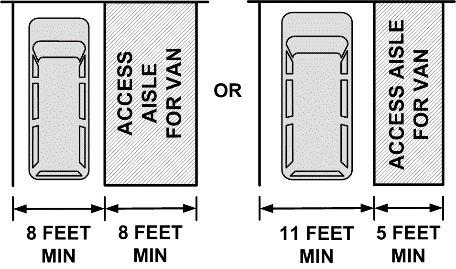 ACCESS
AISLE
FOR VAN
OR
ACCESS AISLE
FOR VAN
8 FEET
MIN
8 FEET
MIN
11 FEET
MIN
5 FEET
MIN